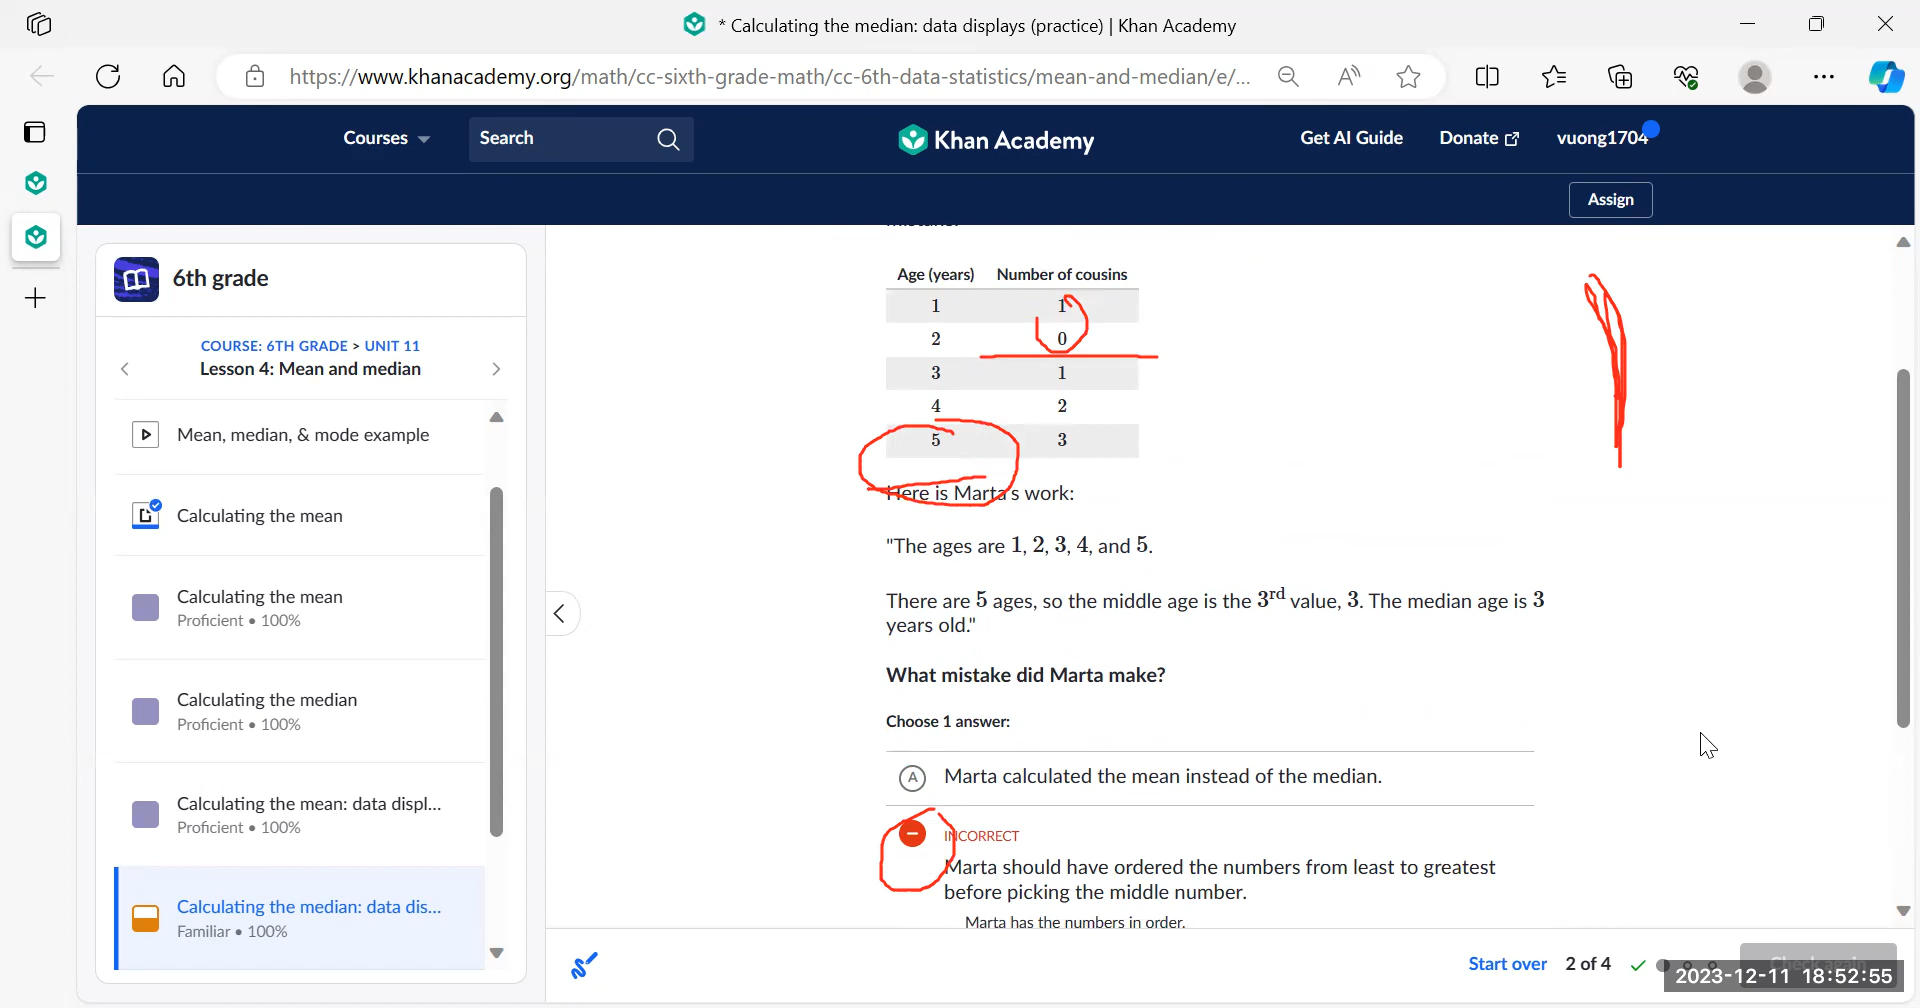 * Calculating the median: data displays (practice) | Khan Academy
https://www.khanacademy.org/math/cc-sixth-grade-math/cc-6th-data-statistics/mean-and-median/e/...
Courses
Search
Khan Academy
Get AI Guide
Donate
vuong1704
Assign
6th grade
COURSE: 6TH GRADE > UNIT 11
Lesson 4: Mean and median
Mean, median, & mode example
Calculating the mean
Calculating the mean
Proficient • 100%
Calculating the median
Proficient • 100%
Calculating the mean: data displ...
Proficient • 100%
Calculating the median: data dis...
Familiar • 100%
Age (years) Number of cousins
1 1
2 0
3 1
4 2
5 3
Here is Marta's work:
"The ages are 1, 2, 3, 4, and 5.
There are 5 ages, so the middle age is the 3rd value, 3. The median age is 3
years old."
What mistake did Marta make?
Choose 1 answer:
A Marta calculated the mean instead of the median.
INCORRECT
Marta should have ordered the numbers from least to greatest
before picking the middle number.
Marta has the numbers in order.
Start over 2 of 4
2023-12-11 18:52:55